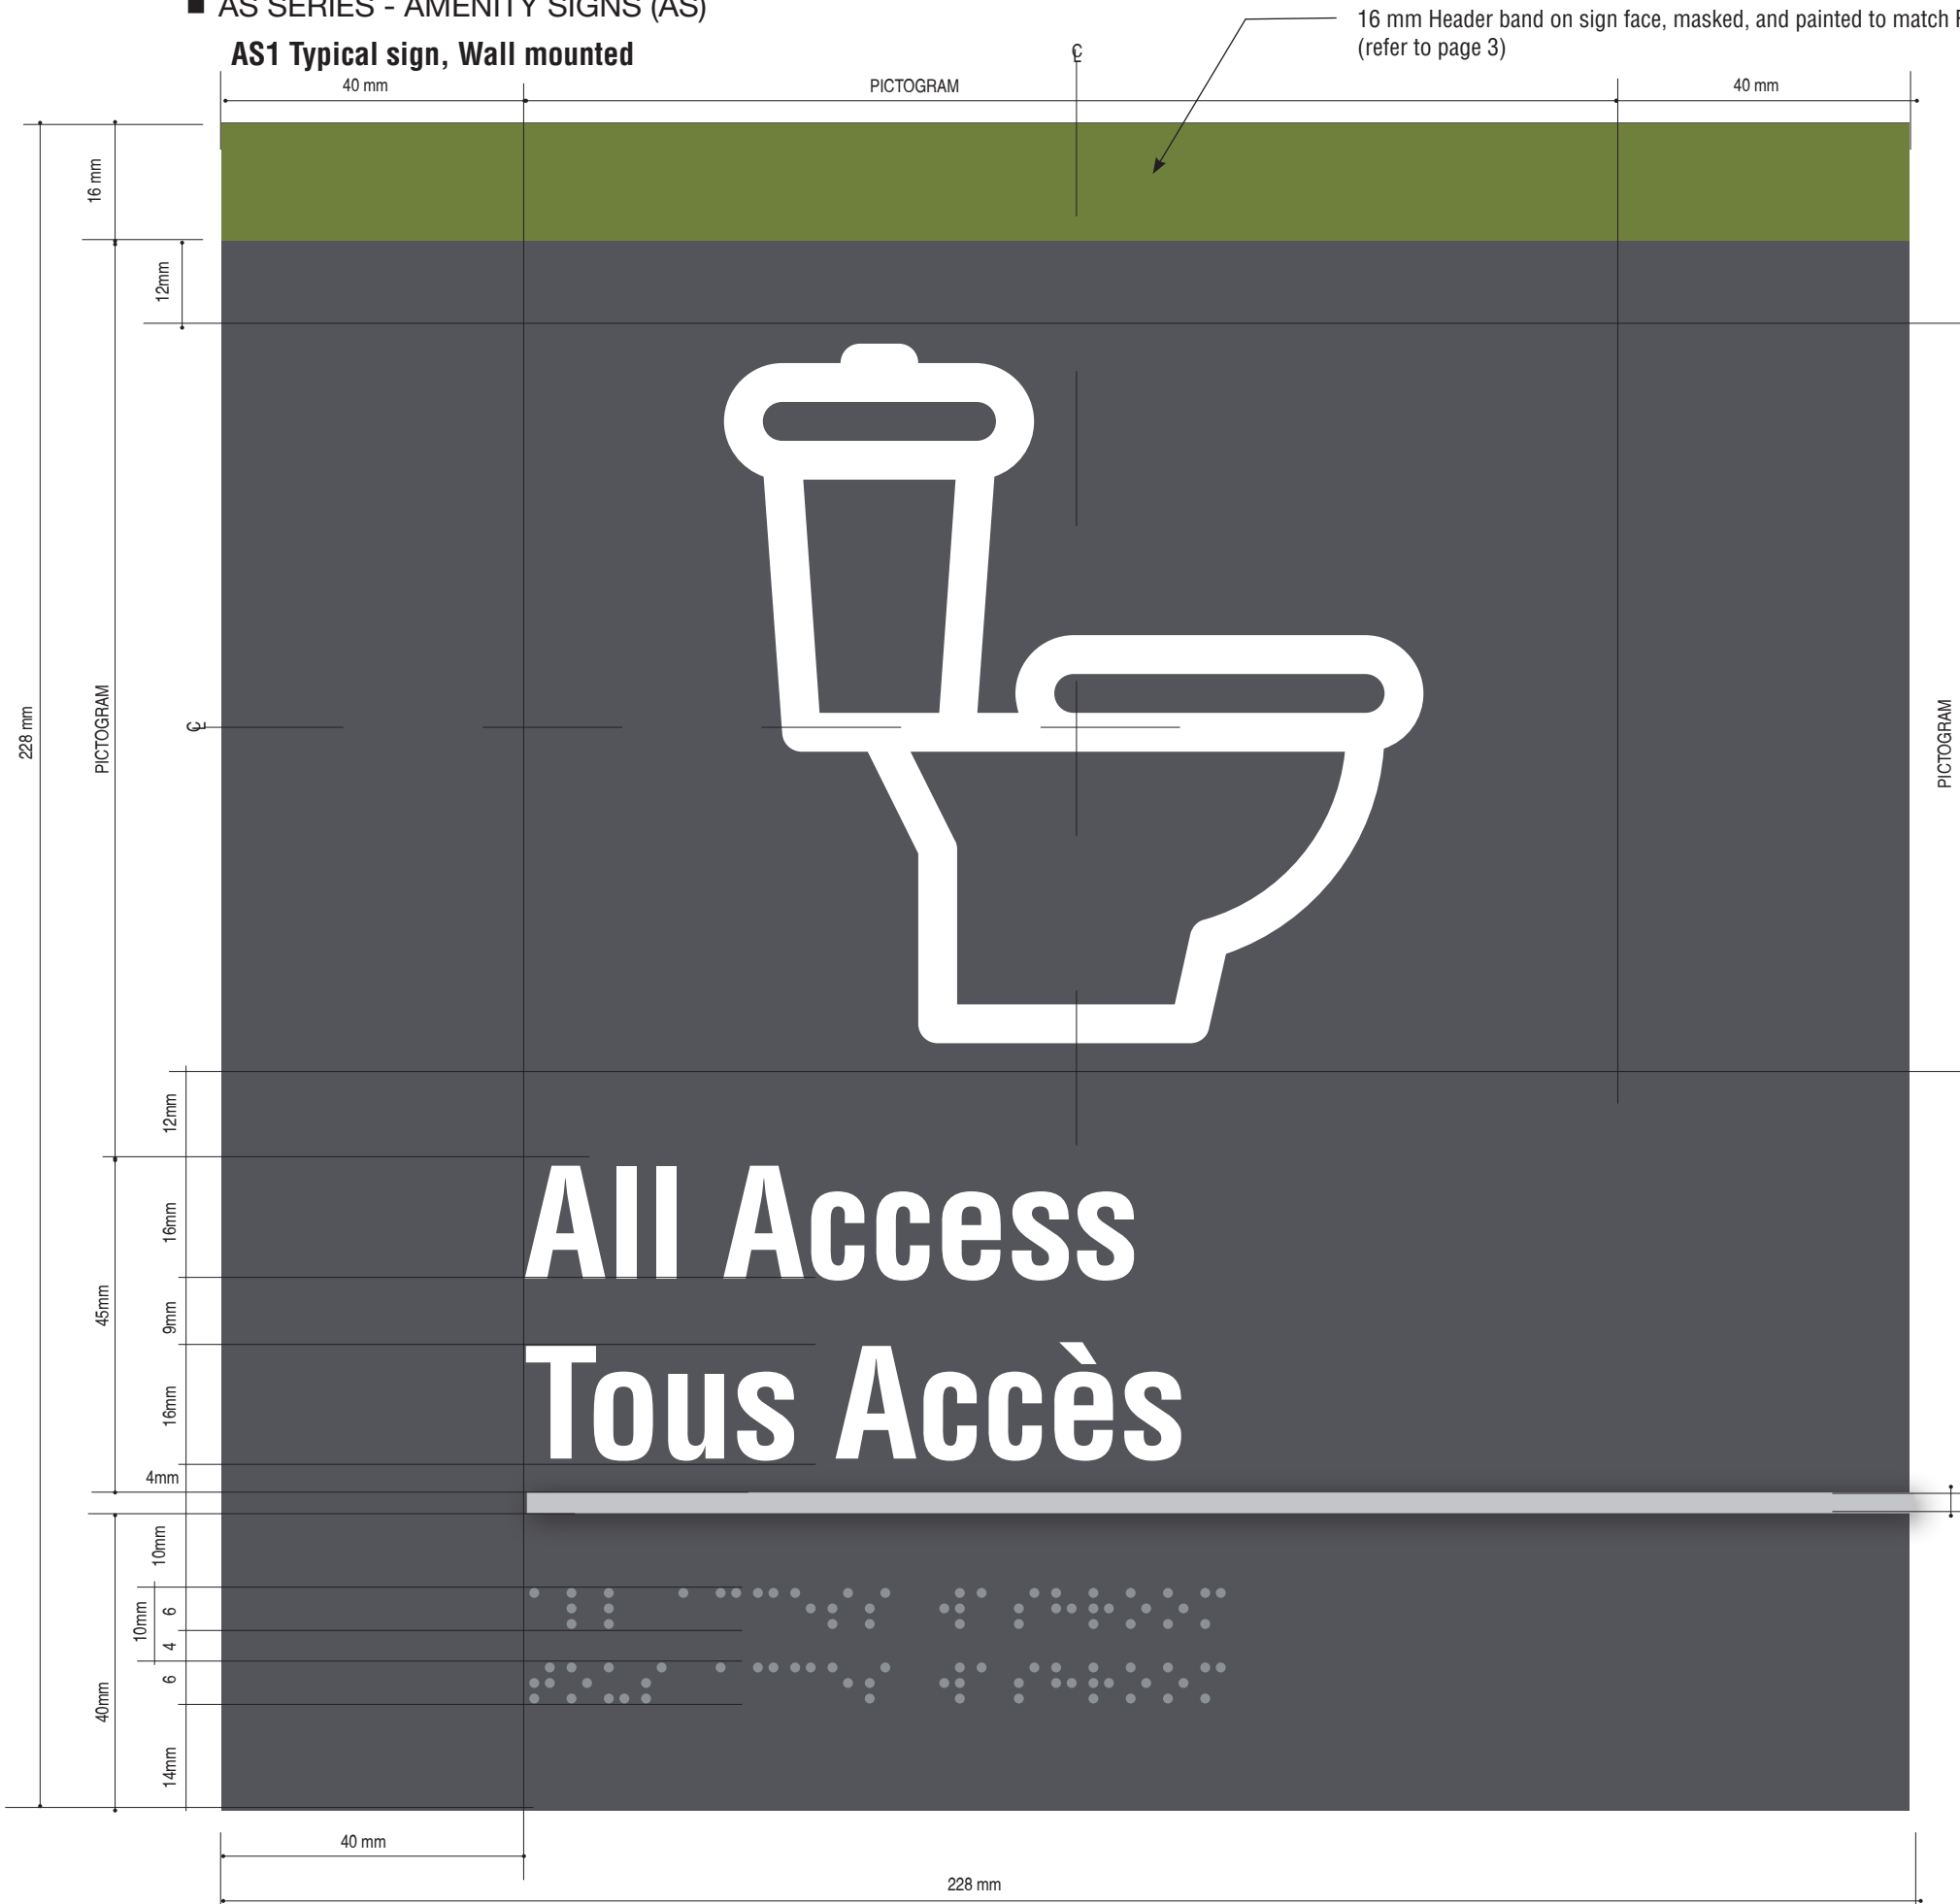 ■ AS SERIES - AMENITY SIGNS (AS)
AS1 Typical sign, Wall mounted
16 mm Header band on sign face, masked, and painted to match
(refer to page 3)
℄
40 mm
PICTOGRAM
40 mm
16 mm
12mm
228 mm
PICTOGRAM
℄
PICTOGRAM
12mm
16mm
All Access
45mm
9mm
16mm
Tous Accès
4mm
10mm
10mm
6
⠁⠇⠇ ⠁⠉⠉⠑⠎⠎ ⠺⠁⠎⠓⠗⠕⠕⠍
4
6
⠞⠕⠥⠎ ⠁⠉⠉⠑⠎ ⠺⠁⠎⠓⠗⠕⠕⠍
40mm
14mm
40 mm
228 mm